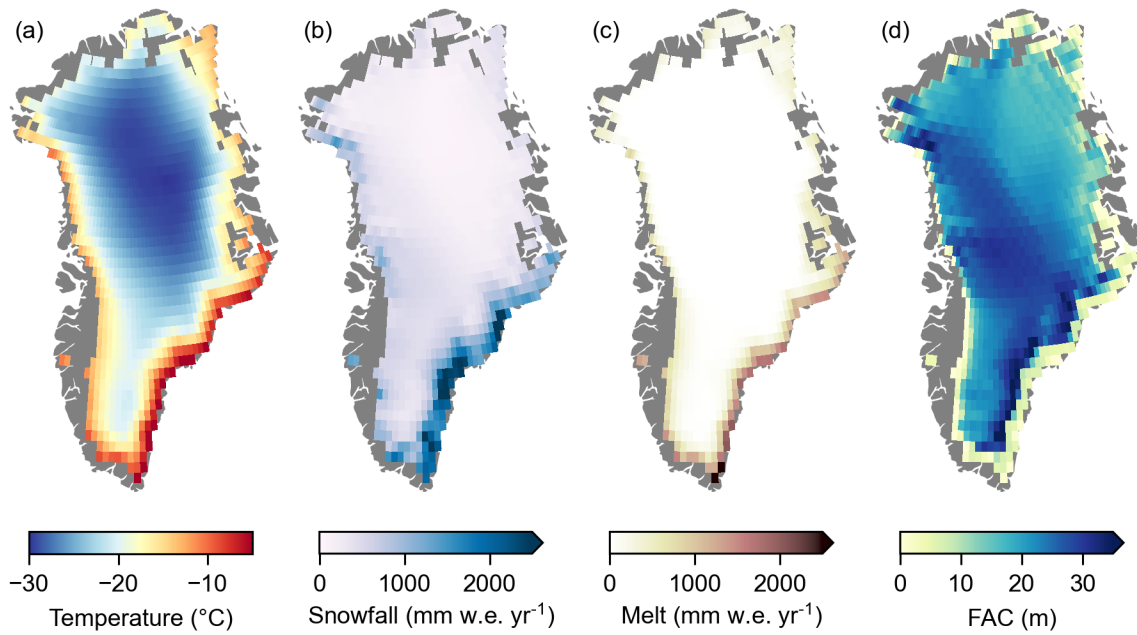 (a) (b) (c) (d)
−30 −20 −10 0 1000 2000 0 1000 2000 0 10 20 30
Temperature (°C) Snowfall (mm w.e. yr⁻¹) Melt (mm w.e. yr⁻¹) FAC (m)